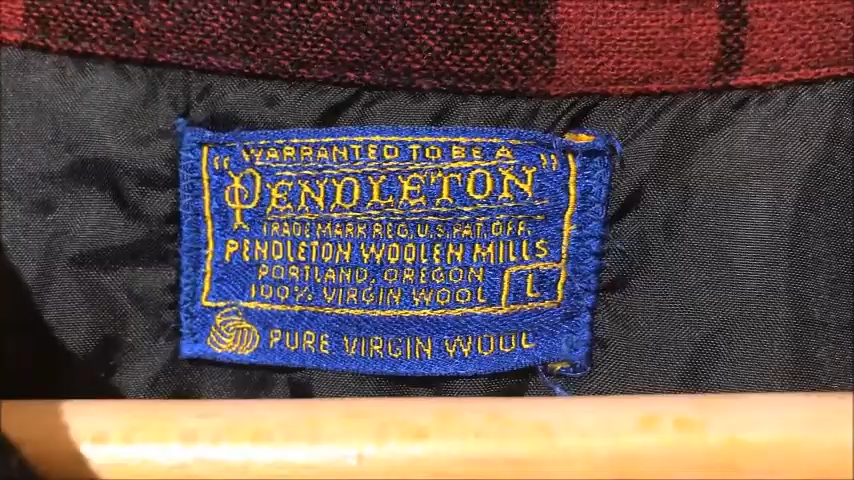 "WARRANTED TO BE A"
PENDLETON
TRADE MARK REG. U.S. PAT. OFF.
PENDLETON WOOLEN MILLS
PORTLAND, OREGON
100% VIRGIN WOOL
L
PURE VIRGIN WOOL